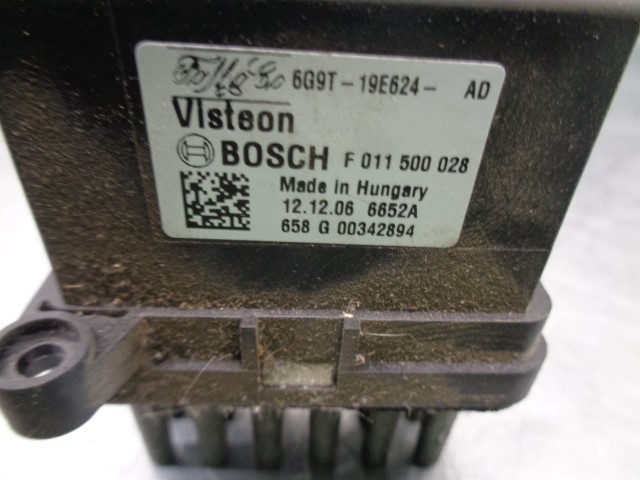 6G9T-19E624- AD
Visteon
BOSCH F 011 500 028
Made in Hungary
12.12.06 6652A
658 G 00342894